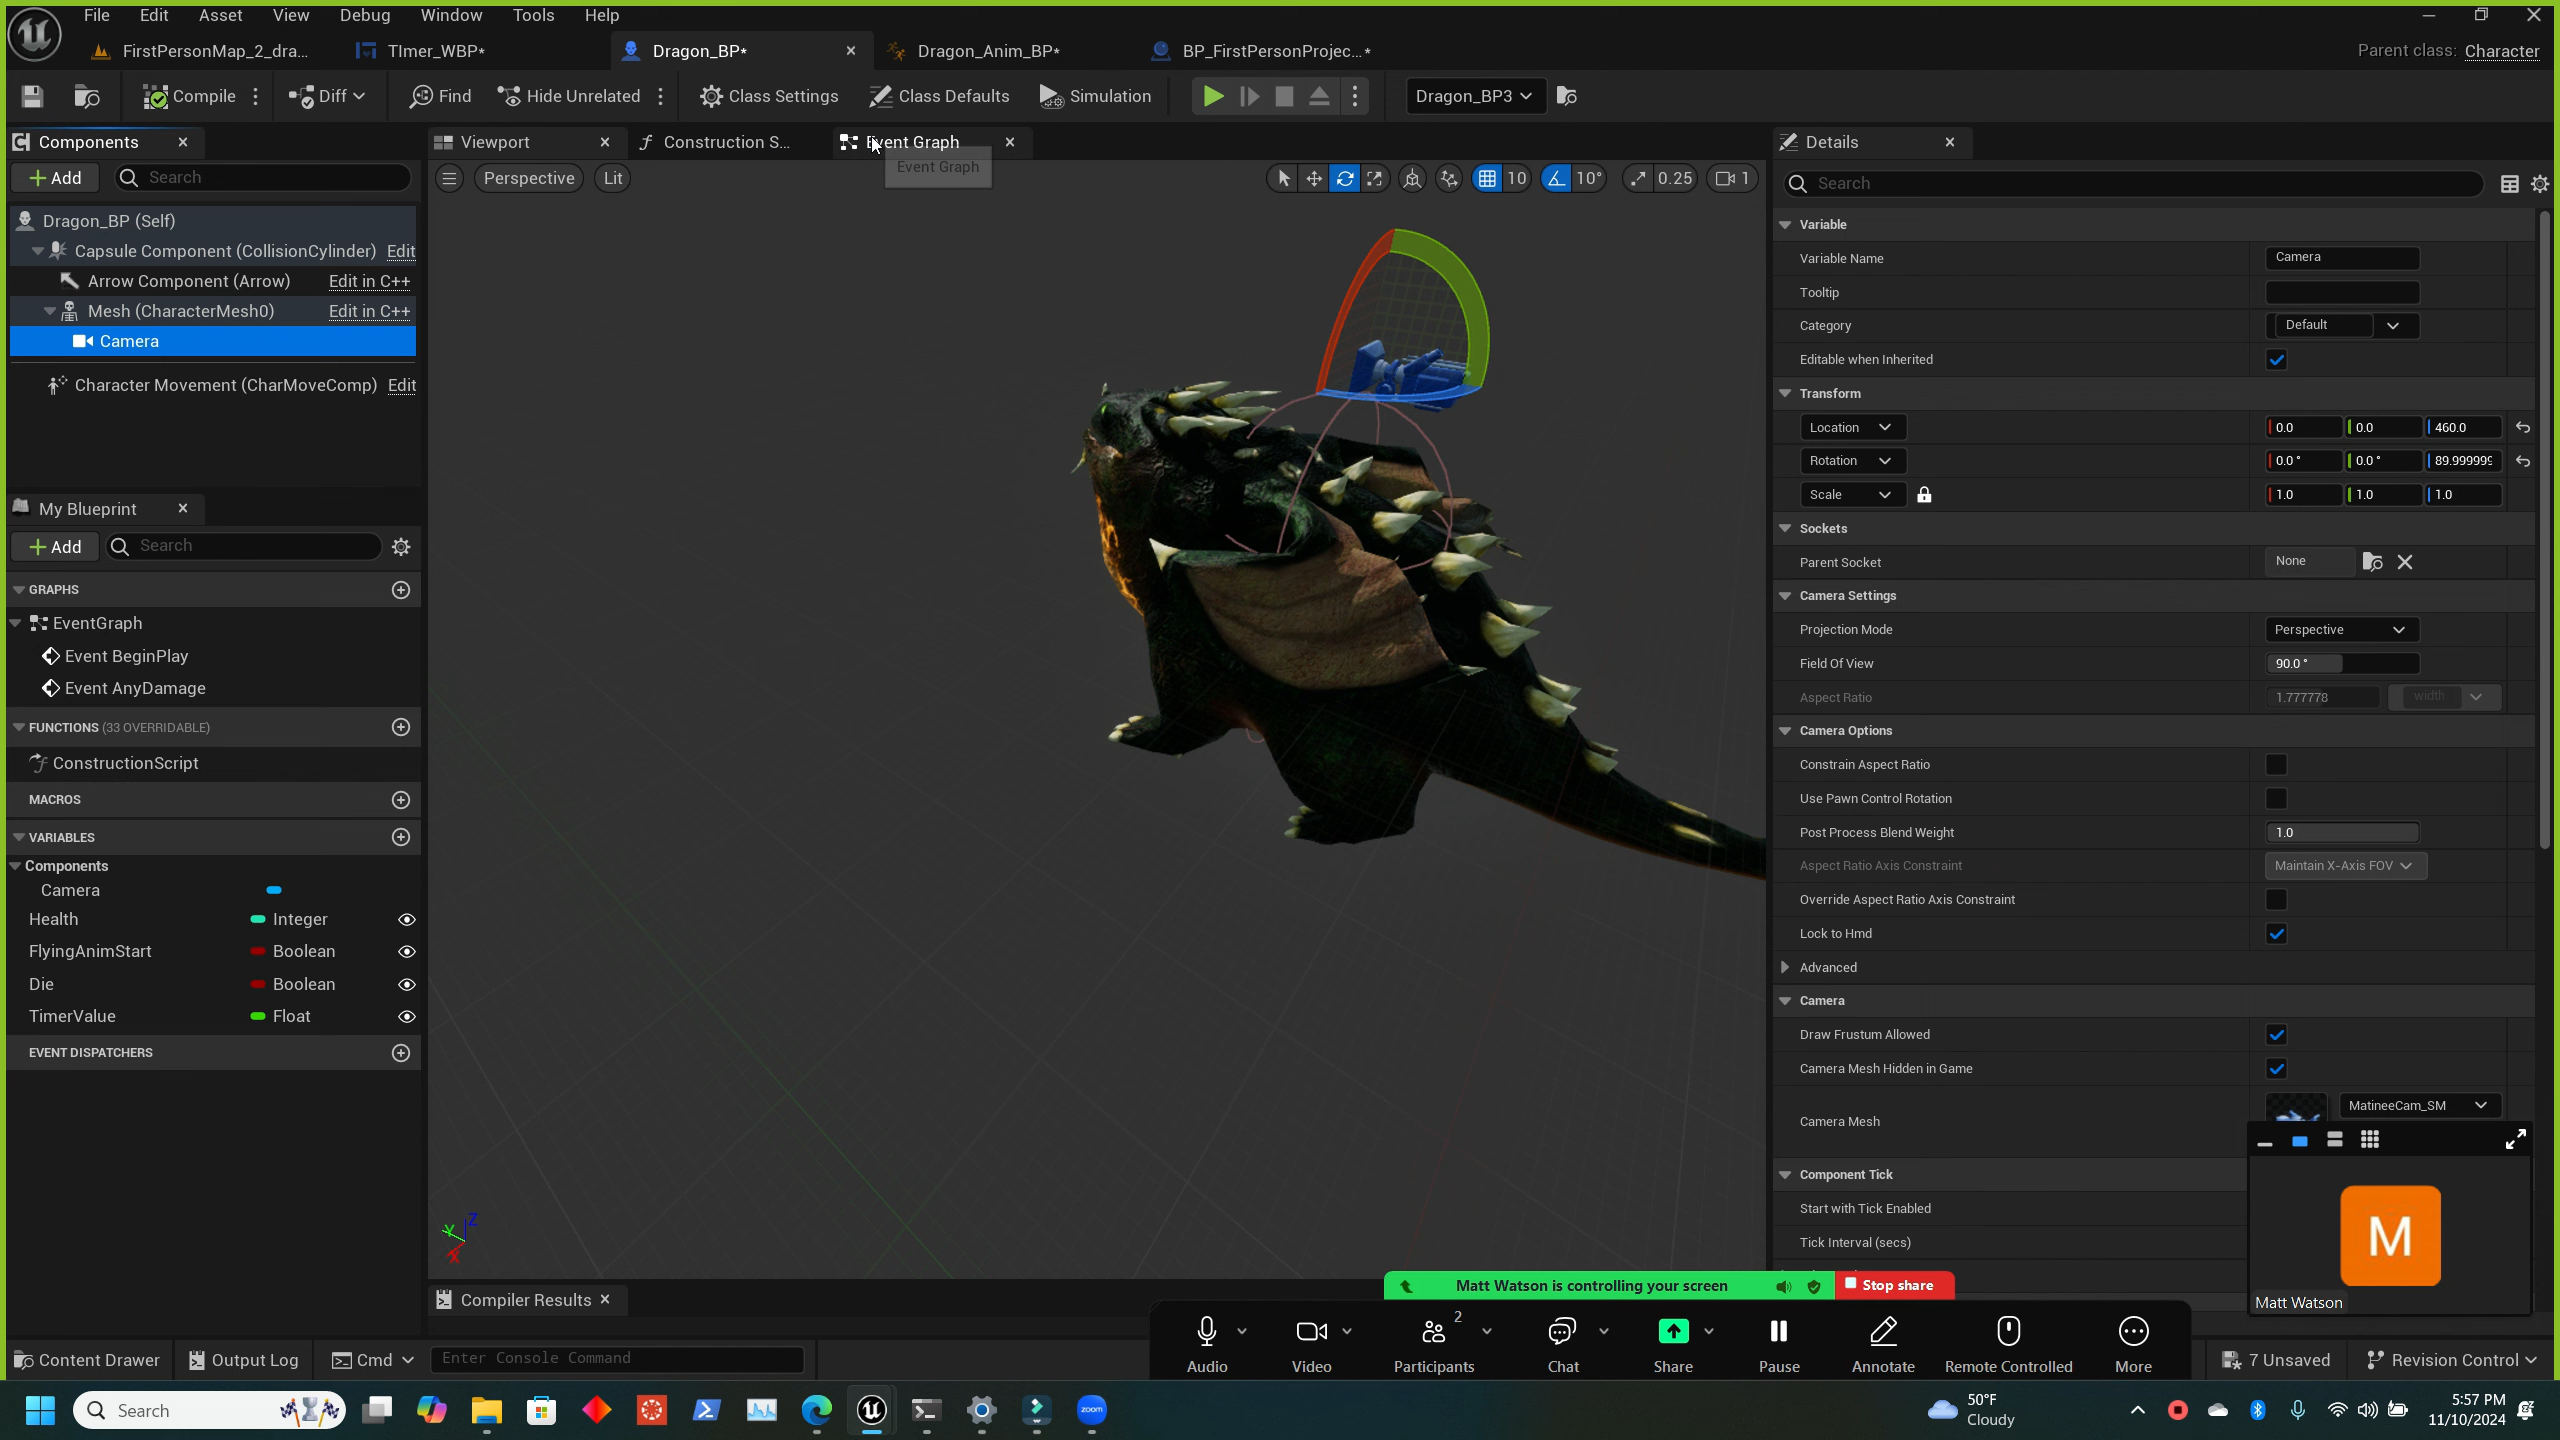 File Edit Asset View Debug Window Tools Help
FirstPersonMap_2_dra... TImer_WBP* Dragon_BP* Dragon_Anim_BP* BP_FirstPersonProjec...* Parent class: Character
Compile Diff Find Hide Unrelated Class Settings Class Defaults Simulation Dragon_BP3
Components Viewport Construction S... Event Graph Details
Add Search Perspective Lit Event Graph 10 10° 0.25 1 Search
Dragon_BP (Self)
Capsule Component (CollisionCylinder) Edit
Arrow Component (Arrow) Edit in C++
Mesh (CharacterMesh0) Edit in C++
Camera
Character Movement (CharMoveComp) Edit
My Blueprint
Add Search
GRAPHS
EventGraph
Event BeginPlay
Event AnyDamage
FUNCTIONS (33 OVERRIDABLE)
ConstructionScript
MACROS
VARIABLES
Components
Camera
Health Integer
FlyingAnimStart Boolean
Die Boolean
TimerValue Float
EVENT DISPATCHERS
Z
Y
X
Variable
Variable Name Camera
Tooltip
Category Default
Editable when Inherited
Transform
Location 0.0 0.0 460.0
Rotation 0.0° 0.0° 89.999999
Scale 1.0 1.0 1.0
Sockets
Parent Socket None
Camera Settings
Projection Mode Perspective
Field Of View 90.0°
Aspect Ratio 1.777778 width
Camera Options
Constrain Aspect Ratio
Use Pawn Control Rotation
Post Process Blend Weight 1.0
Aspect Ratio Axis Constraint Maintain X-Axis FOV
Override Aspect Ratio Axis Constraint
Lock to Hmd
Advanced
Camera
Draw Frustum Allowed
Camera Mesh Hidden in Game
Camera Mesh MatineeCam_SM
Component Tick
Start with Tick Enabled
Tick Interval (secs)
M
Matt Watson
Matt Watson is controlling your screen Stop share
Compiler Results
2
Audio Video Participants Chat Share Pause Annotate Remote Controlled More
Content Drawer Output Log Cmd Enter Console Command 7 Unsaved Revision Control
Search zoom 50°F
Cloudy
5:57 PM
11/10/2024